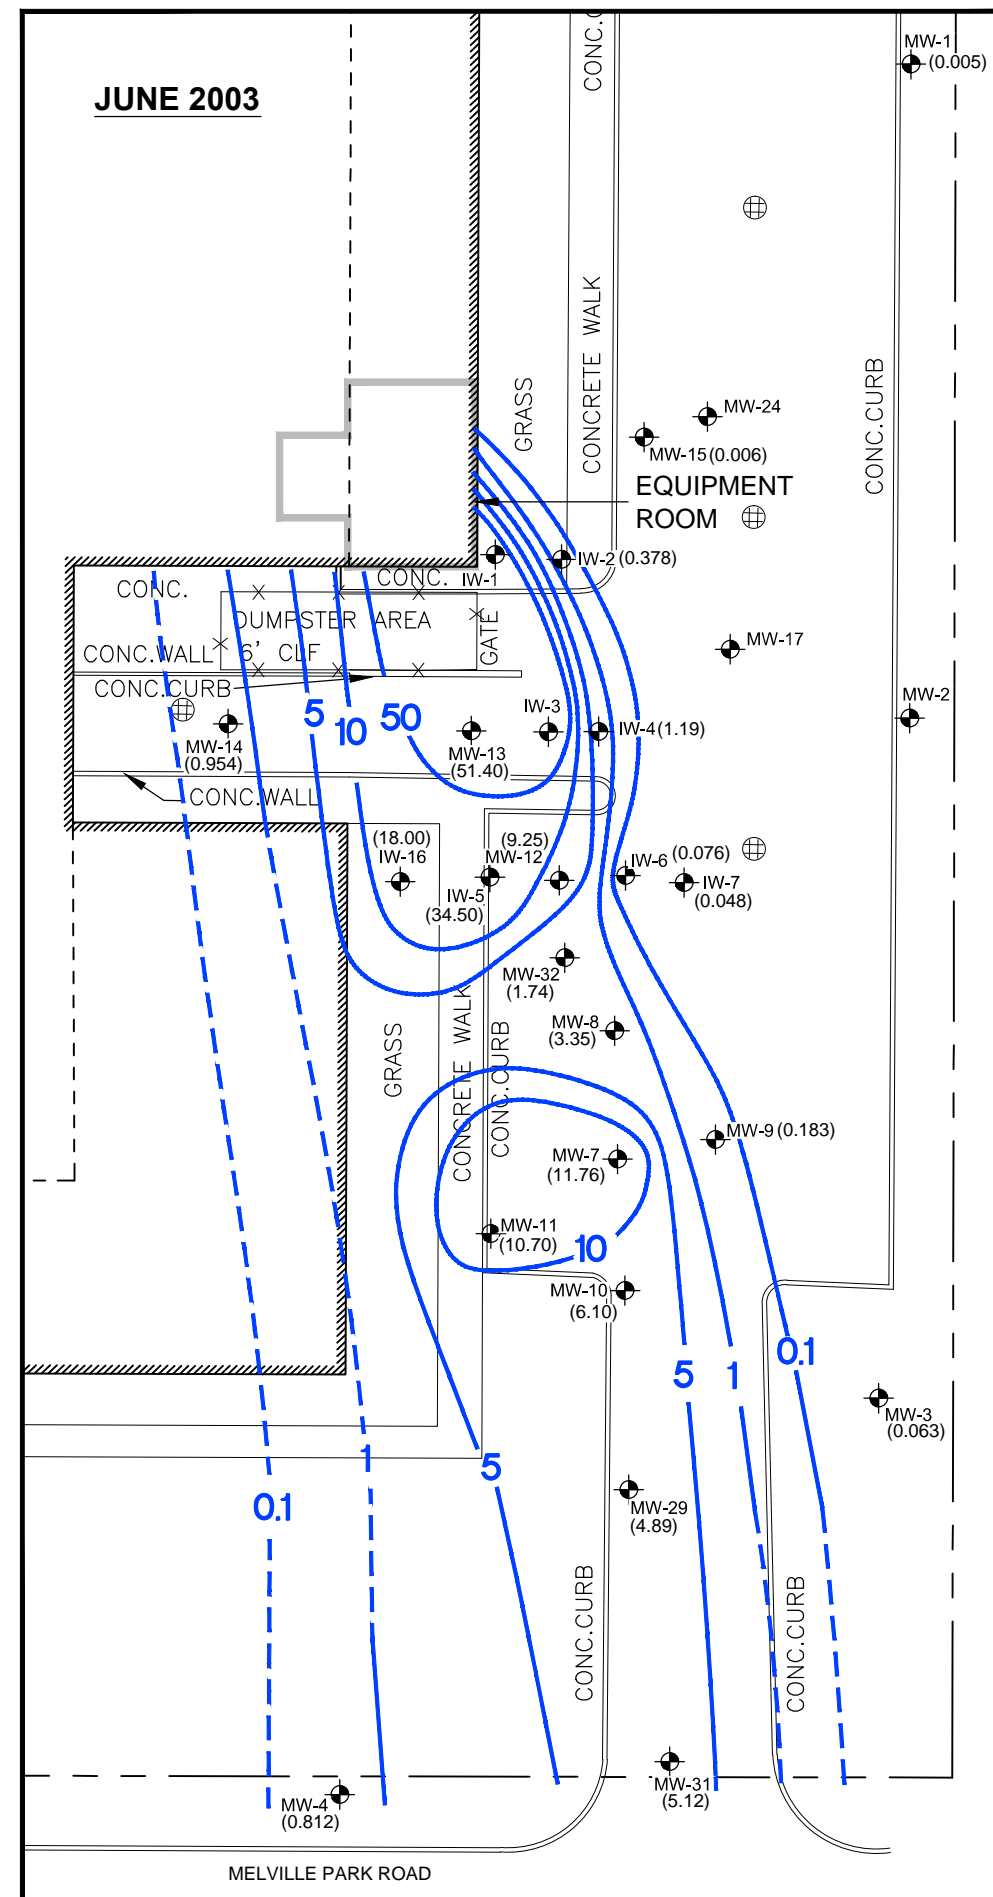 CONC.C
MW-1
(0.005)
JUNE 2003
CONCRETE WALK
GRASS
CONC.CURB
MW-24
MW-15(0.006)
EQUIPMENT
ROOM
IW-2(0.378)
CONC.
IW-1
CONC.
DUMPSTER AREA
6' CLF
GATE
CONC.WALL
CONC.CURB
MW-17
MW-2
5
10
50
IW-3
IW-4(1.19)
MW-14
(0.954)
MW-13
(51.40)
CONC.WALL
(18.00)
IW-16
(9.25)
MW-12
IW-5
(34.50)
IW-6
(0.076)
IW-7
(0.048)
MW-32
(1.74)
MW-8
(3.35)
GRASS
CONCRETE WALK
CONC.CURB
MW-9(0.183)
MW-7
(11.76)
MW-11
(10.70)
10
MW-10
(6.10)
5
1
0.1
MW-3
(0.063)
1
5
0.1
MW-29
(4.89)
CONC.CURB
CONC.CURB
MW-31
(5.12)
MW-4
(0.812)
MELVILLE PARK ROAD